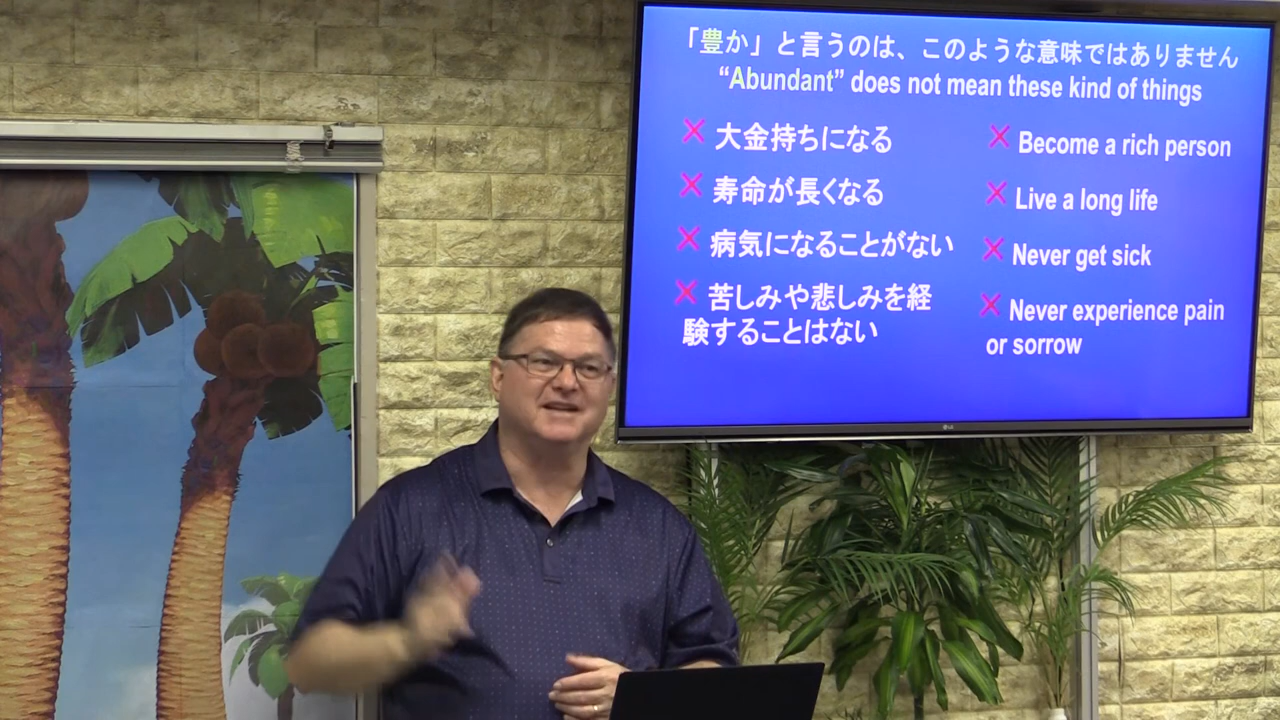 「豊か」と言うのは、このような意味ではありません
“Abundant” does not mean these kind of things
× 大金持ちになる
× 寿命が長くなる
× 病気になることがない
× 苦しみや悲しみを経
験することはない
× Become a rich person
× Live a long life
× Never get sick
× Never experience pain
or sorrow
LG